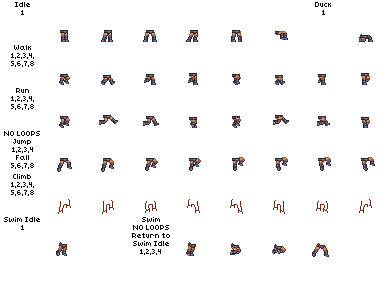 Idle
1
Duck
1
Walk
1,2,3,4,
5,6,7,8
Run
1,2,3,4,
5,6,7,8
NO LOOPS
Jump
1,2,3,4
Fall
5,6,7,8
Climb
1,2,3,4,
5,6,7,8
Swim Idle
1
Swim
NO LOOPS
Return to
Swim Idle
1,2,3,4